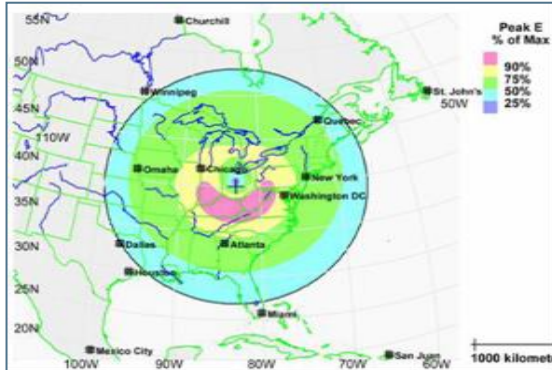 55N
Churchill
50N
Winnipeg
St. John's
50W
45N
Quebec
110W
40N
Omaha
Chicago
New York
35N
Washington DC
30N
Dallas
Atlanta
25N
Houston
Miami
20N
Mexico City
San Juan
100W
90W
80W
70W
60W
Peak E
% of Max
90%
75%
50%
25%
1000 kilomet